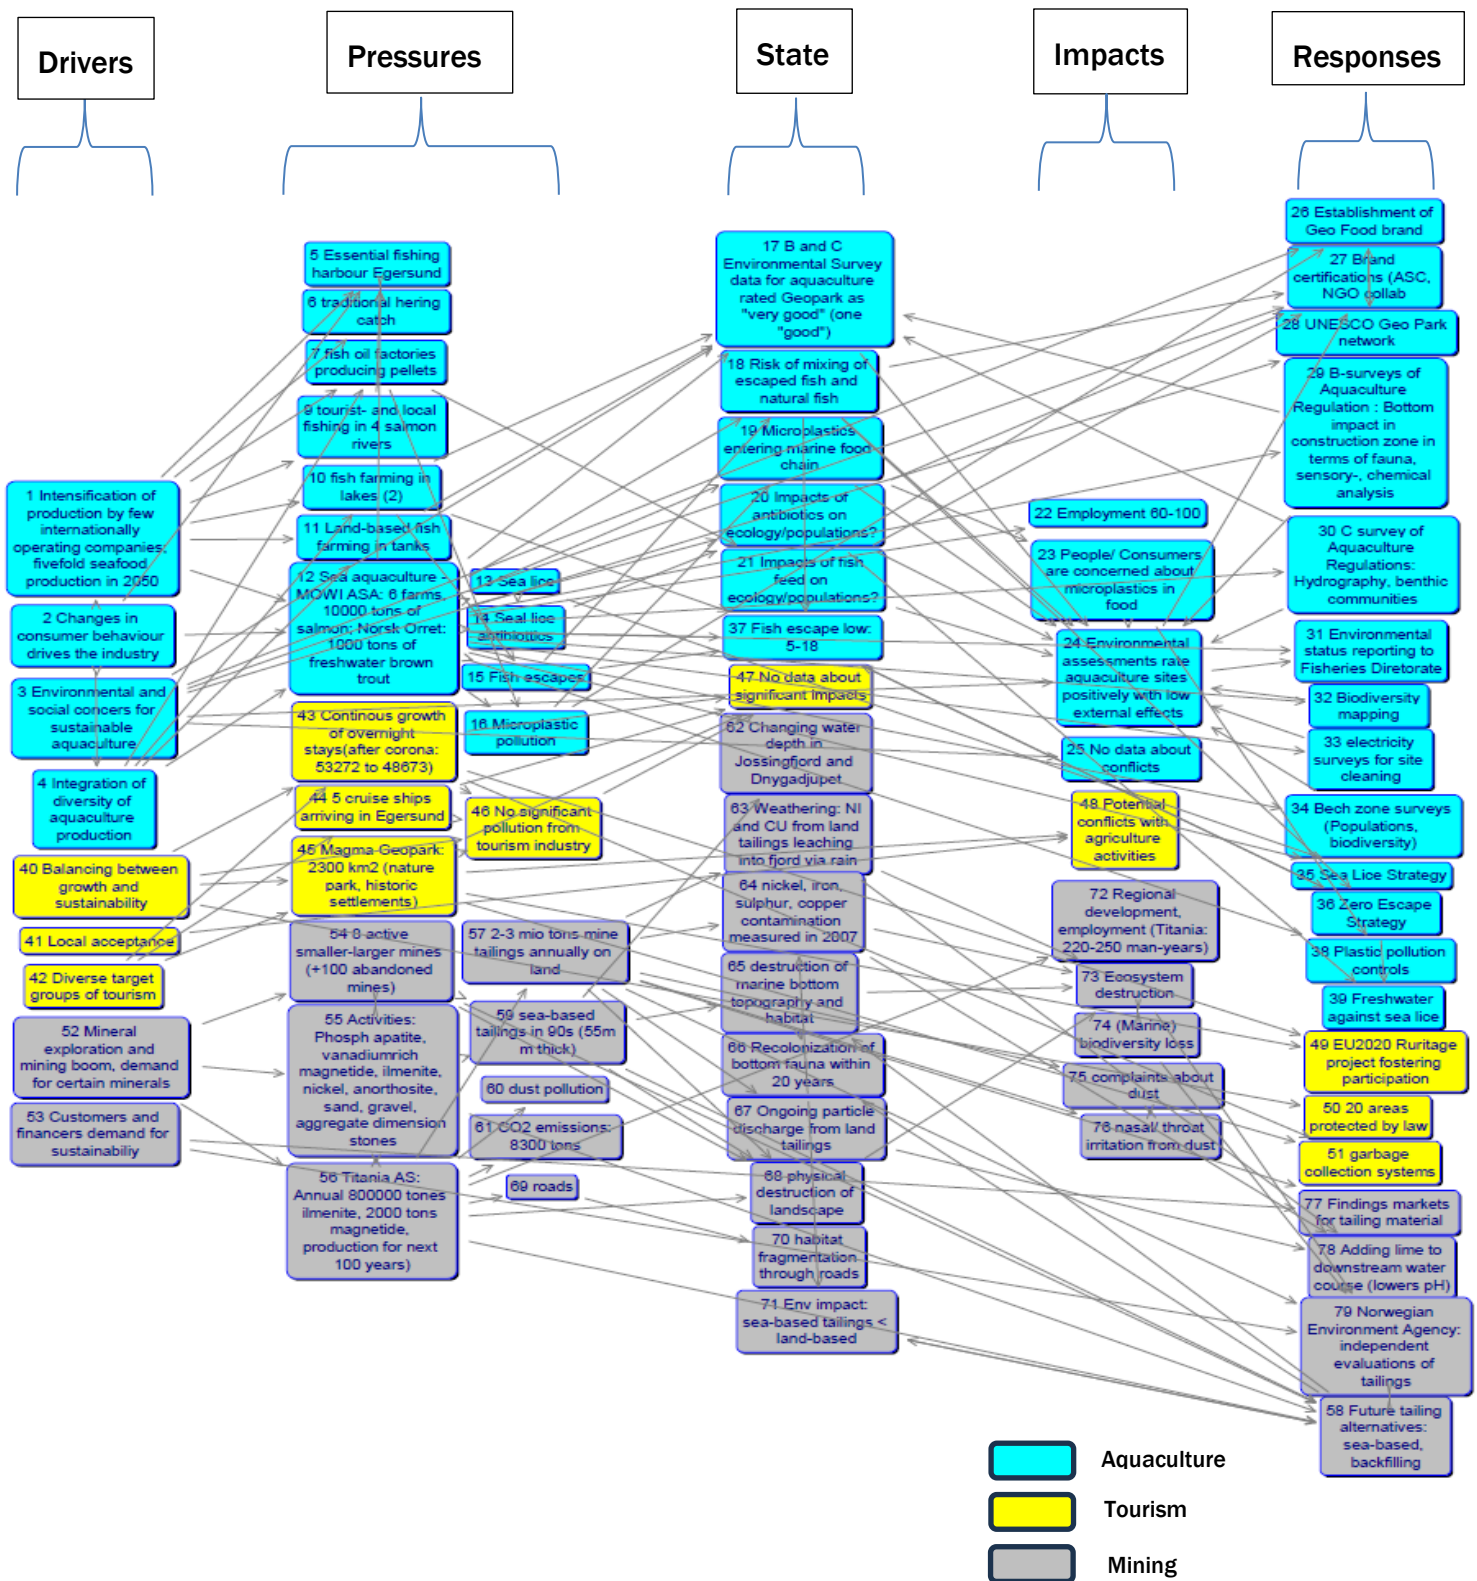 Drivers
Pressures
State
Impacts
Responses
1 Intensification of
production by few
internationally
operating companies;
fivefold seafood
production in 2050
2 Changes in
consumer behaviour
drives the industry
3 Environmental and
social concers for
sustainable
aquaculture
4 Integration of
diversity of
aquaculture
production
40 Balancing between
growth and
sustainability
41 Local acceptance
42 Diverse target
groups of tourism
52 Mineral
exploration and
mining boom, demand
for certain minerals
53 Customers and
financers demand for
sustainabiliy
5 Essential fishing
harbour Egersund
6 traditional hering
catch
7 fish oil factories
producing pellets
9 tourist- and local
fishing in 4 salmon
rivers
10 fish farming in
lakes (2)
11 Land-based fish
farming in tanks
12 Sea aquaculture -
MOWI ASA: 6 farms,
10000 tons of
salmon; Norsk Orret:
1000 tons of
freshwater brown
trout
13 Sea lice
14 Seal lice
antibiotics
15 Fish escapes
16 Microplastic
pollution
43 Continous growth
of overnight
stays(after corona:
53272 to 48673)
44 5 cruise ships
arriving in Egersund
45 Magma Geopark:
2300 km2 (nature
park, historic
settlements)
46 No significant
pollution from
tourism industry
54 8 active
smaller-larger mines
(+100 abandoned
mines)
55 Activities:
Phosph apatite,
vanadiumrich
magnetide, ilmenite,
nickel, anorthosite,
sand, gravel,
aggregate dimension
stones
56 Titania AS:
Annual 800000 tones
ilmenite, 2000 tons
magnetide,
production for next
100 years)
57 2-3 mio tons mine
tailings annually on
land
59 sea-based
tailings in 90s (55m
m thick)
60 dust pollution
61 CO2 emissions:
8300 tons
69 roads
17 B and C
Environmental Survey
data for aquaculture
rated Geopark as
"very good" (one
"good")
18 Risk of mixing of
escaped fish and
natural fish
19 Microplastics
entering marine food
chain
20 Impacts of
antibiotics on
ecology/populations?
21 Impacts of fish
feed on
ecology/populations?
37 Fish escape low:
5-18
47 No data about
significant impacts
62 Changing water
depth in
Jossingfjord and
Dnygadjupet
63 Weathering: NI
and CU from land
tailings leaching
into fjord via rain
64 nickel, iron,
sulphur, copper
contamination
measured in 2007
65 destruction of
marine bottom
topography and
habitat
66 Recolonization of
bottom fauna within
20 years
67 Ongoing particle
discharge from land
tailings
68 physical
destruction of
landscape
70 habitat
fragmentation
through roads
71 Env impact:
sea-based tailings <
land-based
22 Employment 60-100
23 People/ Consumers
are concerned about
microplastics in
food
24 Environmental
assessments rate
aquaculture sites
positively with low
external effects
25 No data about
conflicts
48 Potential
conflicts with
agriculture
activities
72 Regional
development,
employment (Titania:
220-250 man-years)
73 Ecosystem
destruction
74 (Marine)
biodiversity loss
75 complaints about
dust
76 nasal/ throat
irritation from dust
26 Establishment of
Geo Food brand
27 Brand
certifications (ASC,
NGO collab
28 UNESCO Geo Park
network
29 B-surveys of
Aquaculture
Regulation : Bottom
impact in
construction zone in
terms of fauna,
sensory-, chemical
analysis
30 C survey of
Aquaculture
Regulations:
Hydrography, benthic
communities
31 Environmental
status reporting to
Fisheries Diretorate
32 Biodiversity
mapping
33 electricity
surveys for site
cleaning
34 Bech zone surveys
(Populations,
biodiversity)
35 Sea Lice Strategy
36 Zero Escape
Strategy
38 Plastic pollution
controls
39 Freshwater
against sea lice
49 EU2020 Ruritage
project fostering
participation
50 20 areas
protected by law
51 garbage
collection systems
77 Findings markets
for tailing material
78 Adding lime to
downstream water
course (lowers pH)
79 Norwegian
Environment Agency:
independent
evaluations of
tailings
58 Future tailing
alternatives:
sea-based,
backfilling
Aquaculture
Tourism
Mining